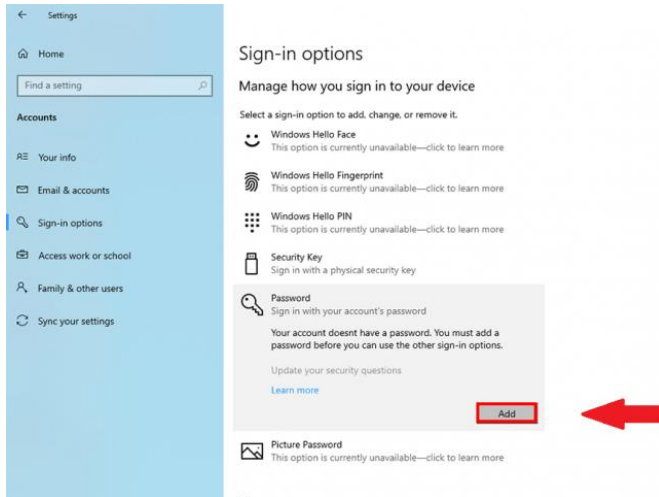 Settings
Home
Find a setting
Accounts
Your info
Email & accounts
Sign-in options
Access work or school
Family & other users
Sync your settings
Sign-in options
Manage how you sign in to your device
Select a sign-in option to add, change, or remove it.
Windows Hello Face
This option is currently unavailable—click to learn more
Windows Hello Fingerprint
This option is currently unavailable—click to learn more
Windows Hello PIN
This option is currently unavailable—click to learn more
Security Key
Sign in with a physical security key
Password
Sign in with your account's password
Your account doesnt have a password. You must add a
password before you can use the other sign-in options.
Update your security questions
Learn more
Add
Picture Password
This option is currently unavailable—click to learn more